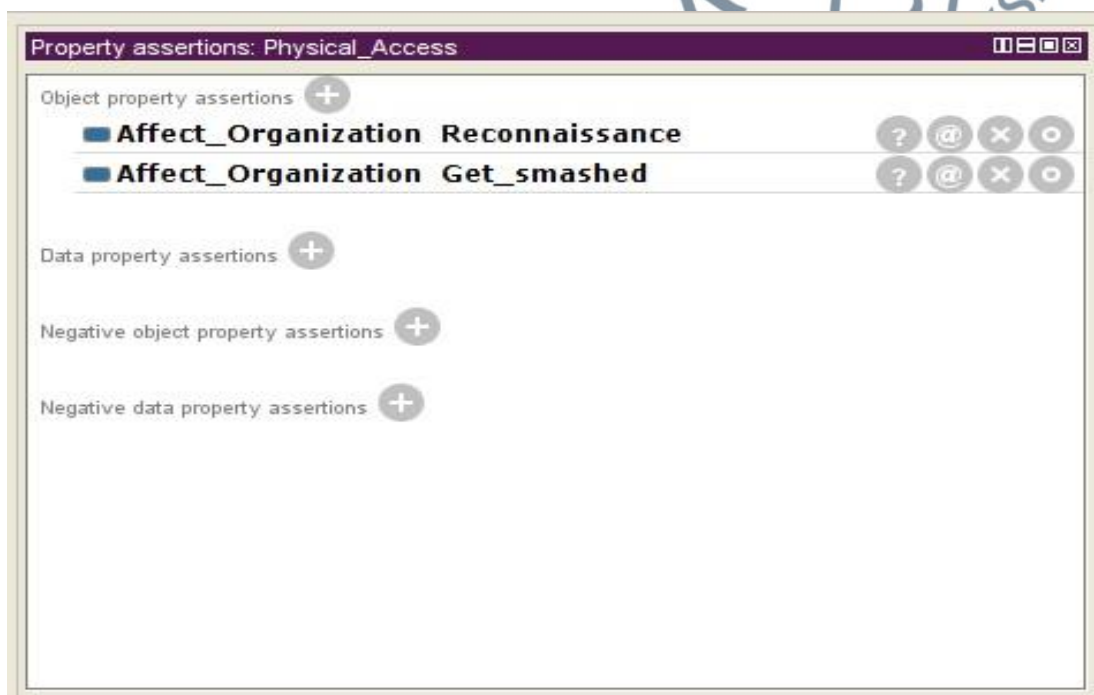 Property assertions: Physical_Access
Object property assertions
Affect_Organization Reconnaissance
? @
Affect_Organization Get_smashed
? @
Data property assertions
Negative object property assertions
Negative data property assertions